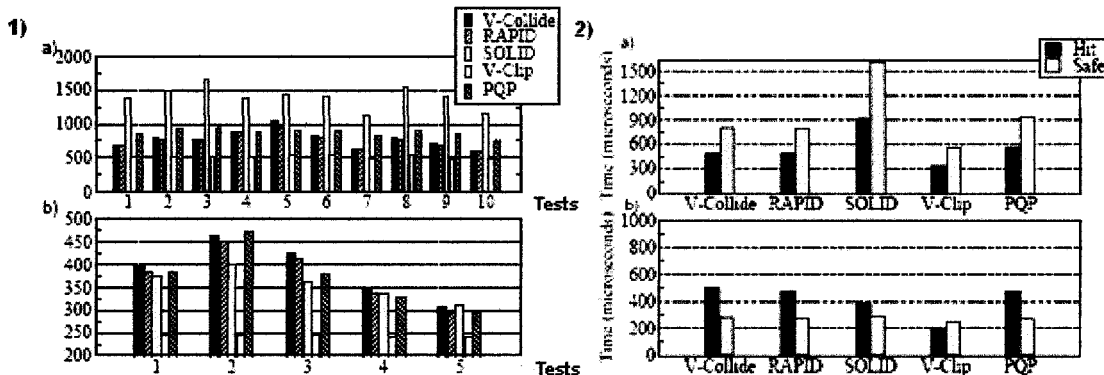 1)
a)
V-Collide
RAPID
SOLID
V-Clip
PQP
2000
1500
1000
500
0
1 2 3 4 5 6 7 8 9 10 Tests
b)
500
450
400
350
300
250
200
1 2 3 4 5 Tests
2)
a)
Hit
Safe
Time (microseconds)
1500
1200
900
600
300
0
V-Collide RAPID SOLID V-Clip PQP
b)
Time (microseconds)
1000
800
600
400
200
0
V-Collide RAPID SOLID V-Clip PQP